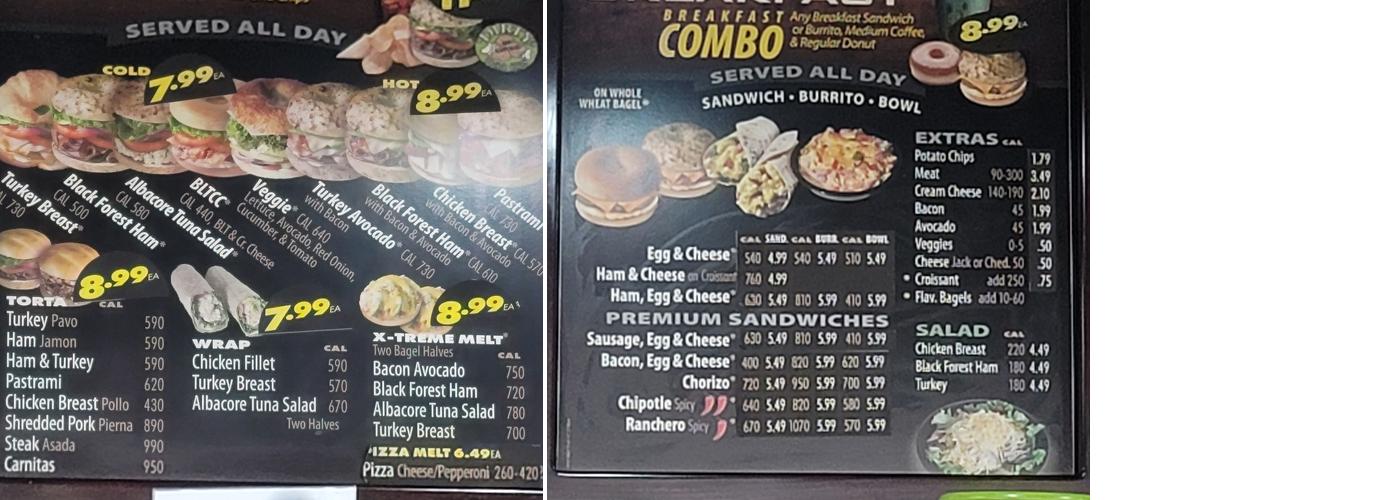 SERVED ALL DAY
COLD 7.99EA
HOT 8.99EA
Turkey Breast*
CAL 730
Black Forest Ham*
CAL 500
Albacore Tuna Salad*
CAL 580
BLTCC*
CAL 440 BLT & Cr. Cheese
Veggie* CAL 640
Lettuce, Avocado, Red Onion,
Cucumber, & Tomato
Turkey Avocado*
with Bacon CAL 730
Black Forest Ham*
with Bacon & Avocado CAL 610
Chicken Breast*
with Bacon & Avocado CAL 570
Pastrami
CAL 730
8.99EA
TORTA CAL
Turkey Pavo 590
Ham Jamon 590
Ham & Turkey 590
Pastrami 620
Chicken Breast Pollo 430
Shredded Pork Pierna 890
Steak Asada 990
Carnitas 950
7.99EA
WRAP CAL
Chicken Fillet 590
Turkey Breast 570
Albacore Tuna Salad 670
Two Halves
8.99EA
X-TREME MELT*
Two Bagel Halves CAL
Bacon Avocado 750
Black Forest Ham 720
Albacore Tuna Salad 780
Turkey Breast 700
PIZZA MELT 6.49EA
Pizza Cheese/Pepperoni 260-420
BREAKFAST
BREAKFAST
COMBO
Any Breakfast Sandwich
or Burrito, Medium Coffee,
& Regular Donut
8.99EA
SERVED ALL DAY
SANDWICH • BURRITO • BOWL
ON WHOLE
WHEAT BAGEL*
CAL SAND. CAL BURR. CAL BOWL
Egg & Cheese* 540 4.99 540 5.49 510 5.49
Ham & Cheese on Croissant 760 4.99
Ham, Egg & Cheese* 630 5.49 810 5.99 410 5.99
PREMIUM SANDWICHES
Sausage, Egg & Cheese* 630 5.49 810 5.99 410 5.99
Bacon, Egg & Cheese* 400 5.49 820 5.99 620 5.99
Chorizo* 720 5.49 950 5.99 700 5.99
Chipotle Spicy * 640 5.49 820 5.99 580 5.99
Ranchero Spicy * 670 5.49 1070 5.99 570 5.99
EXTRAS CAL
Potato Chips 1.79
Meat 90-300 3.49
Cream Cheese 140-190 2.10
Bacon 45 1.99
Avocado 45 1.99
Veggies 0-5 .50
Cheese Jack or Ched. 50 .50
* Croissant add 250 .75
* Flav. Bagels add 10-60
SALAD CAL
Chicken Breast 220 4.49
Black Forest Ham 180 4.49
Turkey 180 4.49